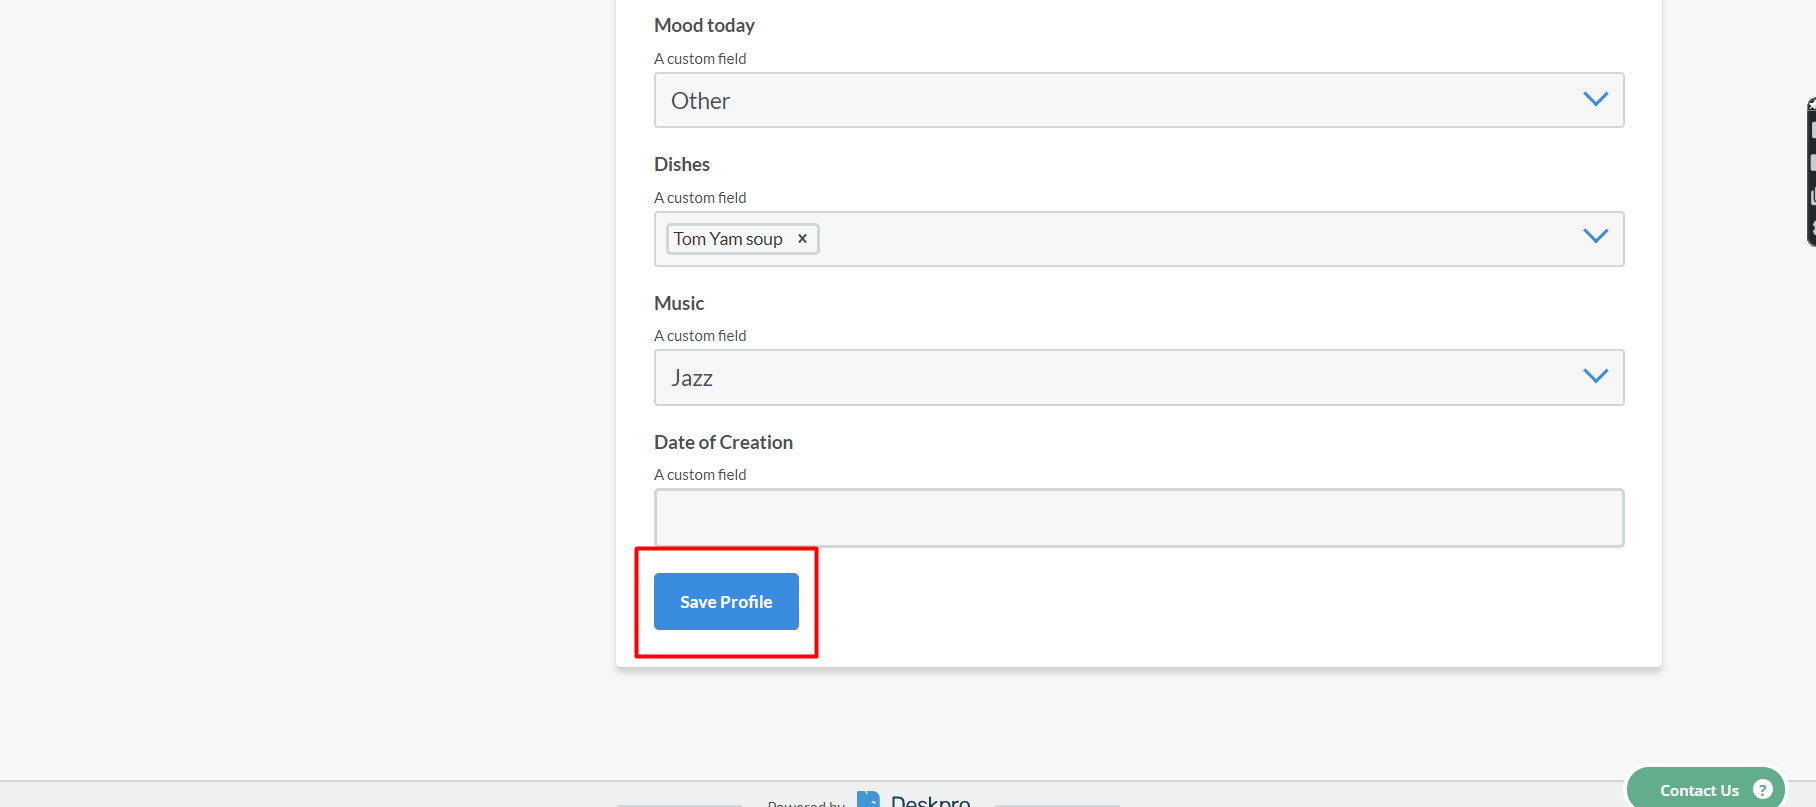 Mood today
A custom field
Other
Dishes
A custom field
Tom Yam soup ×
Music
A custom field
Jazz
Date of Creation
A custom field
Save Profile
Contact Us ?
Powered by Deskpro